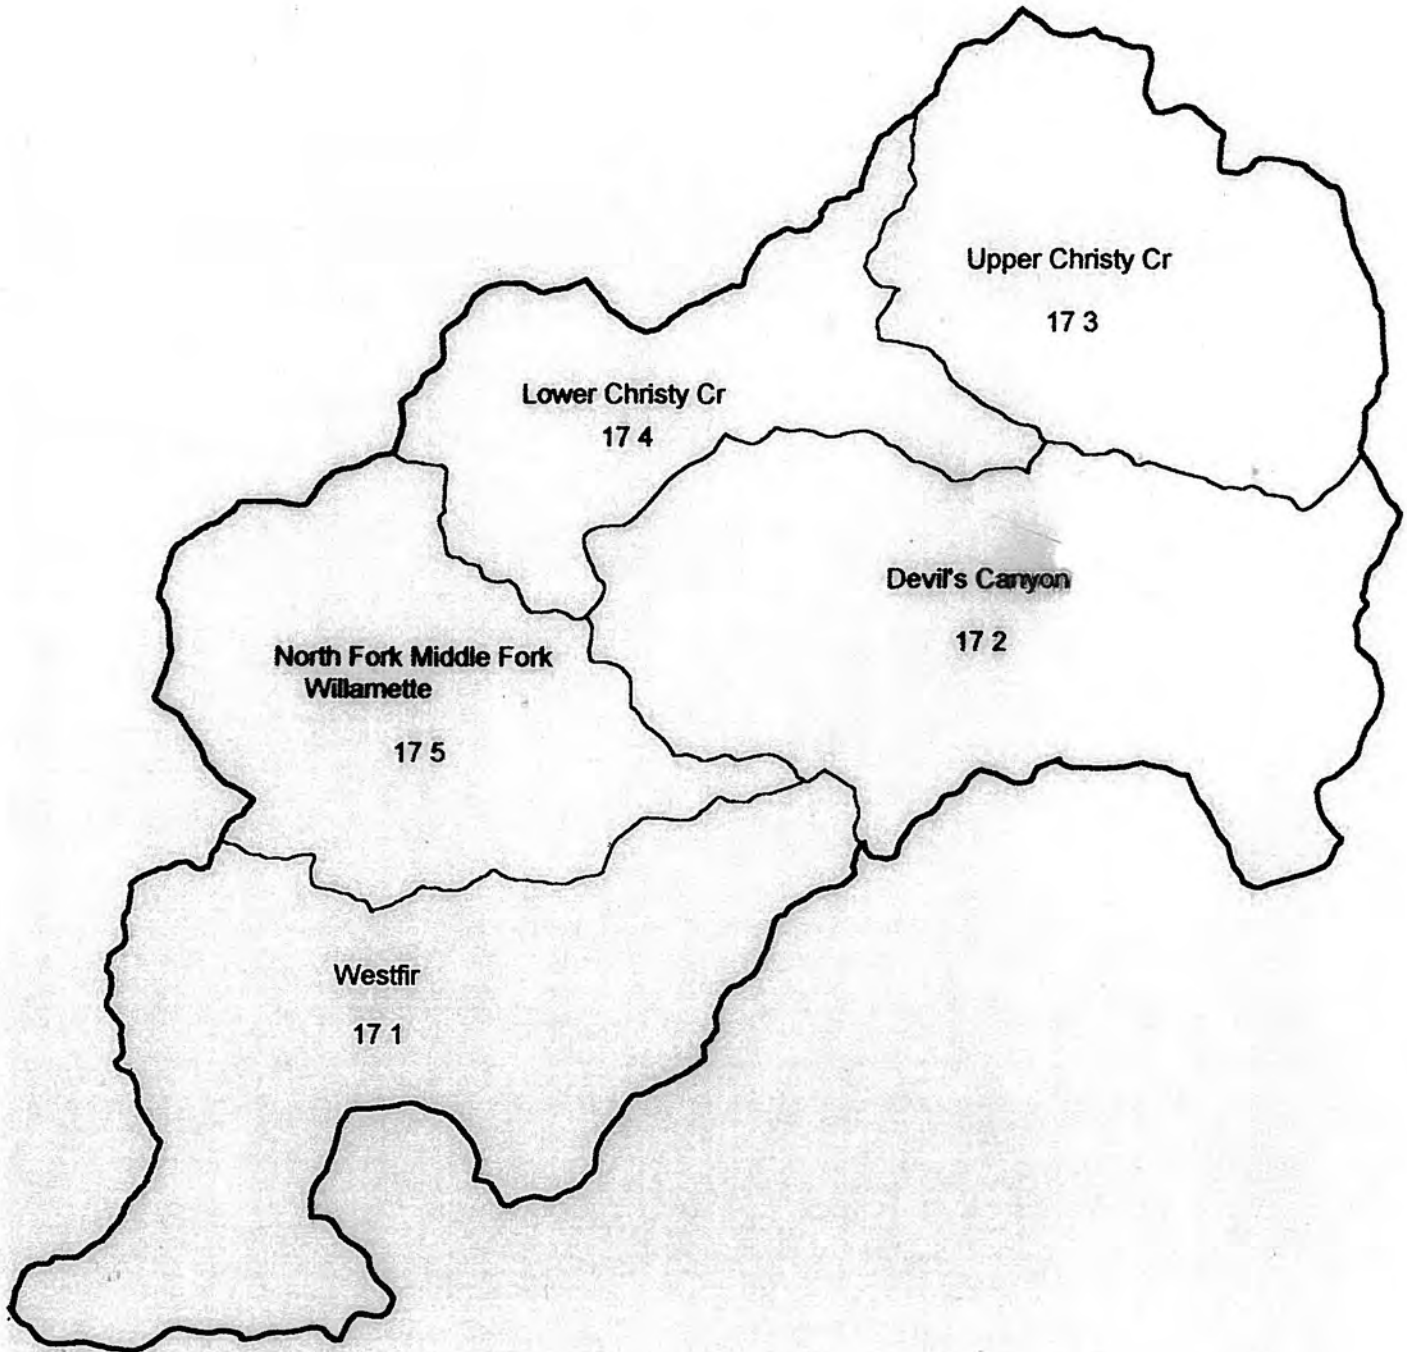 Upper Christy Cr
17 3
Lower Christy Cr
17 4
Devil's Canyon
17 2
North Fork Middle Fork
Willamette
17 5
Westfir
17 1